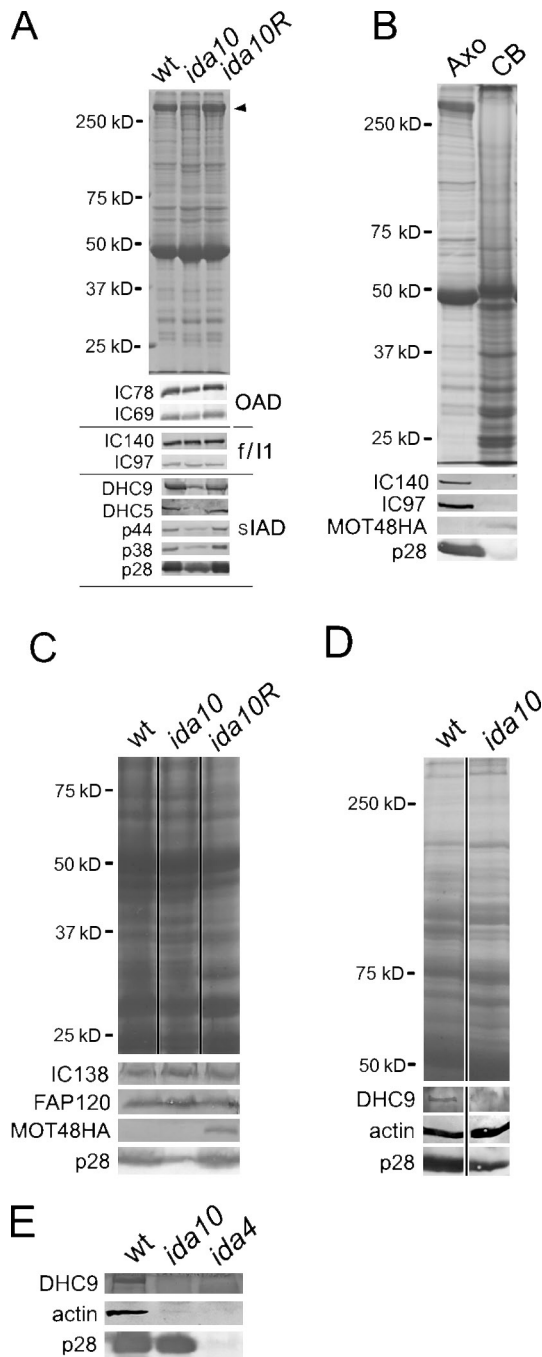 A
wt ida10 ida10R
250 kD
75 kD
50 kD
37 kD
25 kD
IC78
IC69
OAD
IC140
IC97
f/I1
DHC9
DHC5
p44
p38
p28
sIAD
B
Axo CB
250 kD
75 kD
50 kD
37 kD
25 kD
IC140
IC97
MOT48HA
p28
C
wt ida10 ida10R
75 kD
50 kD
37 kD
25 kD
IC138
FAP120
MOT48HA
p28
D
wt ida10
250 kD
75 kD
50 kD
DHC9
actin
p28
E
wt ida10 ida4
DHC9
actin
p28